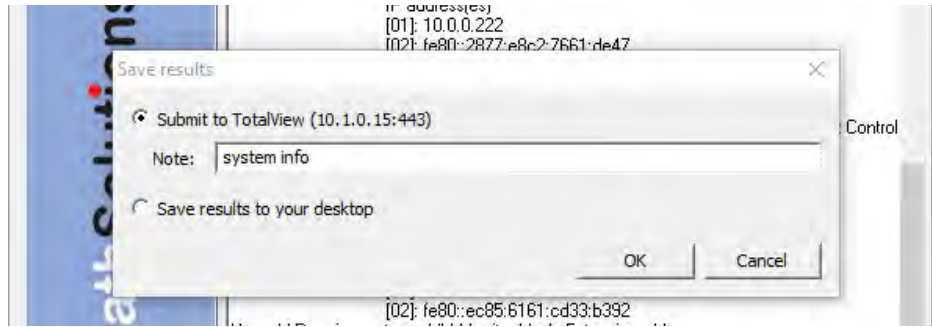 IP address(es)
[01]: 10.0.0.222
[02]: fe80::2877:e8c2:7661:de47
Save results
Submit to TotalView (10.1.0.15:443)
Control
Note: system info
Save results to your desktop
OK Cancel
[02]: fe80::ec85:6161:cd33:b392